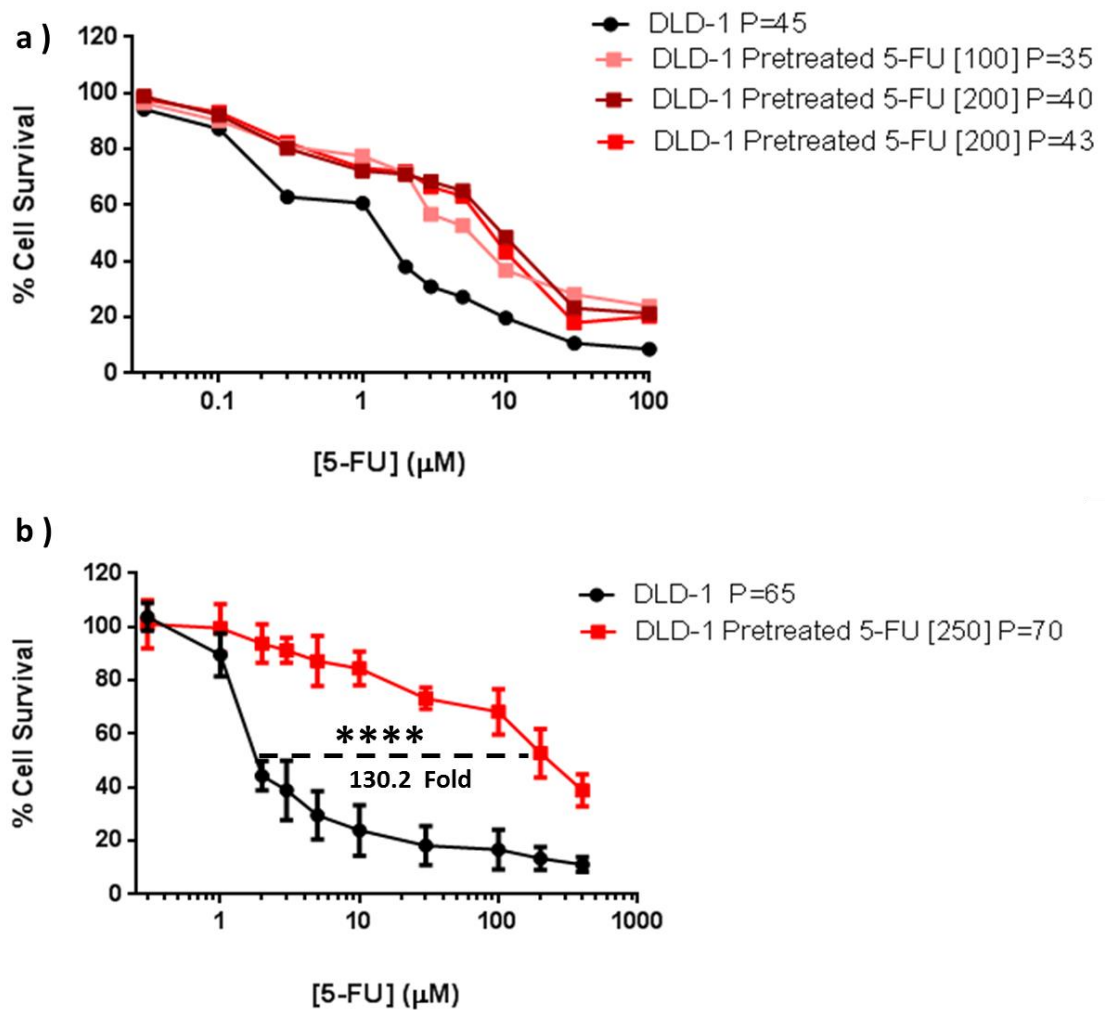 a )
DLD-1 P=45
DLD-1 Pretreated 5-FU [100] P=35
DLD-1 Pretreated 5-FU [200] P=40
DLD-1 Pretreated 5-FU [200] P=43
% Cell Survival
120
100
80
60
40
20
0
0.1 1 10 100
[5-FU] (µM)
b )
DLD-1 P=65
DLD-1 Pretreated 5-FU [250] P=70
% Cell Survival
120
100
80
60
40
20
0
****
130.2 Fold
1 10 100 1000
[5-FU] (µM)